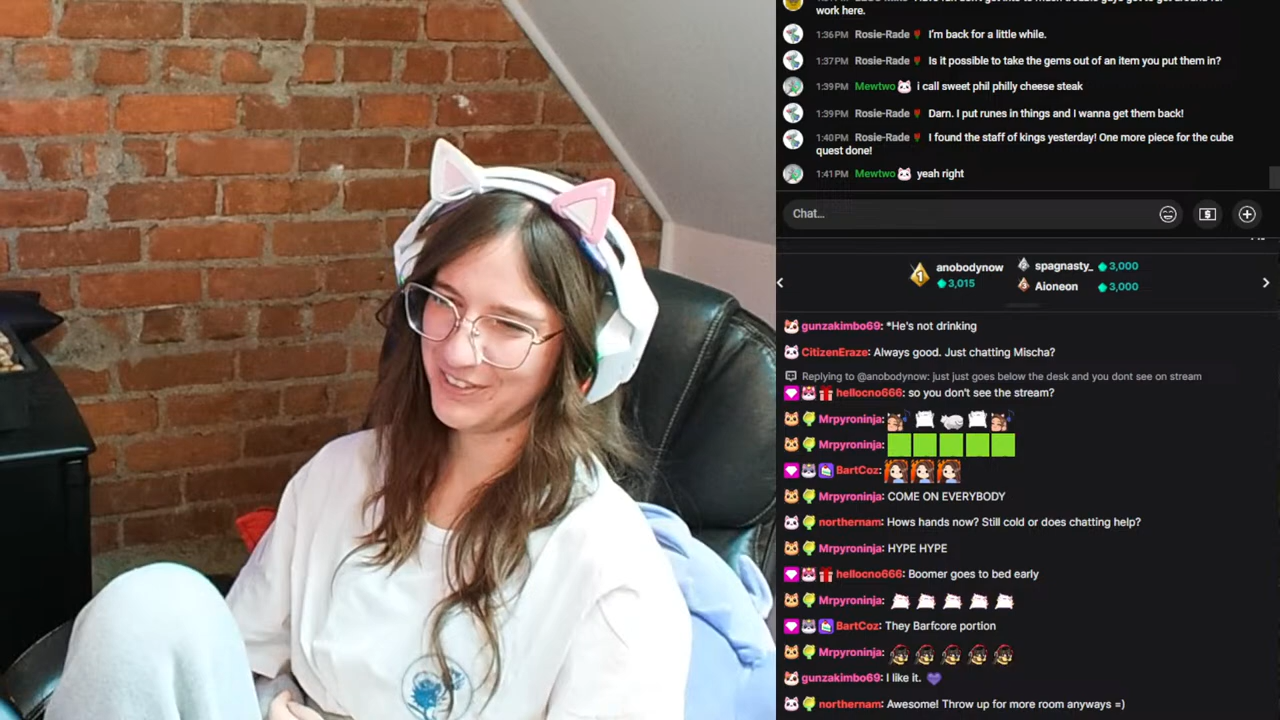 work here.
1:36 PM Rosie-Rade I'm back for a little while.
1:37 PM Rosie-Rade Is it possible to take the gems out of an item you put them in?
1:39 PM Mewtwo i call sweet phil philly cheese steak
1:39 PM Rosie-Rade Darn. I put runes in things and I wanna get them back!
1:40 PM Rosie-Rade I found the staff of kings yesterday! One more piece for the cube
quest done!
1:41 PM Mewtwo yeah right
Chat...
1 anobodynow 3,015
spagnasty_ 3,000
Aioneon 3,000
gunzakimbo69: *He's not drinking
CitizenEraze: Always good. Just chatting Mischa?
Replying to @anobodynow: just just goes below the desk and you dont see on stream
hellocno666: so you don't see the stream?
Mrpyroninja:
Mrpyroninja:
BartCoz:
Mrpyroninja: COME ON EVERYBODY
northernam: Hows hands now? Still cold or does chatting help?
Mrpyroninja: HYPE HYPE
hellocno666: Boomer goes to bed early
Mrpyroninja:
BartCoz: They Barfcore portion
Mrpyroninja:
gunzakimbo69: I like it.
northernam: Awesome! Throw up for more room anyways =)